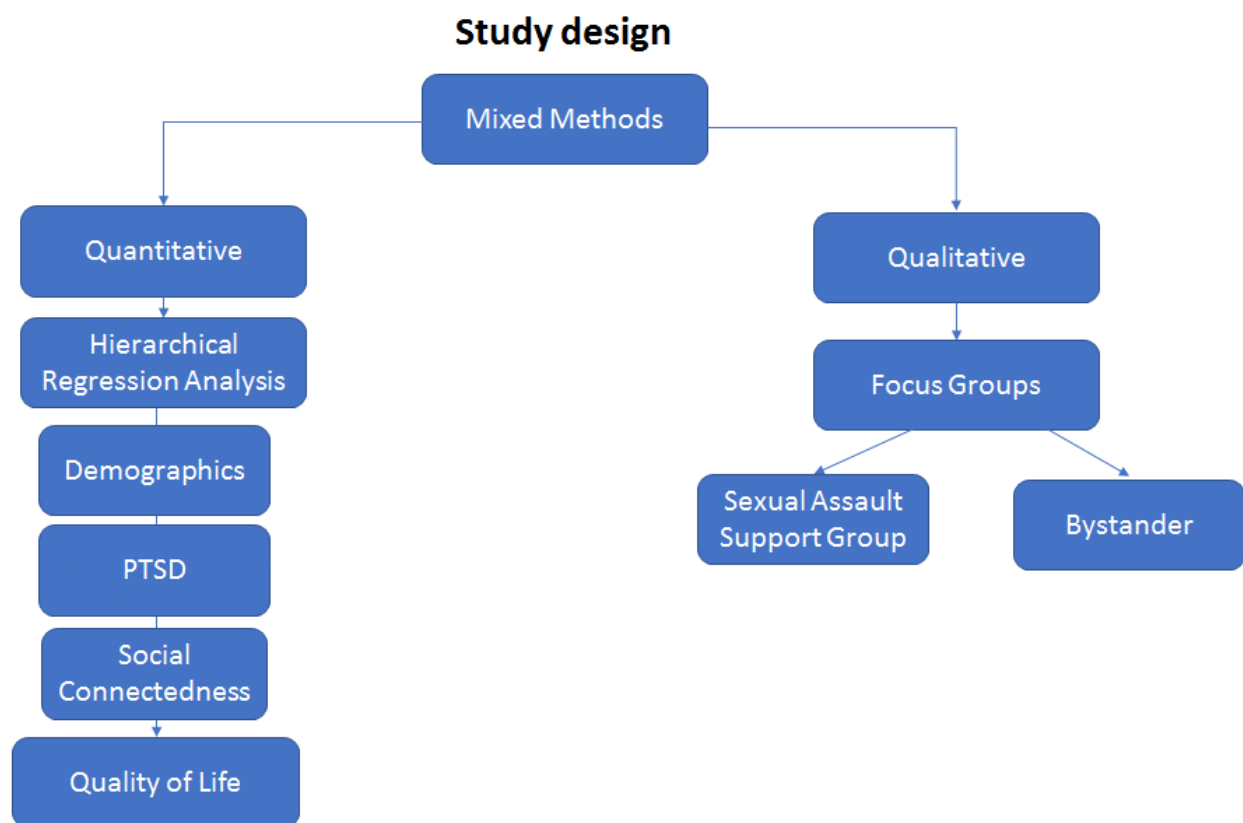 Study design
Mixed Methods
Quantitative
Hierarchical
Regression Analysis
Demographics
PTSD
Social
Connectedness
Quality of Life
Qualitative
Focus Groups
Sexual Assault
Support Group
Bystander